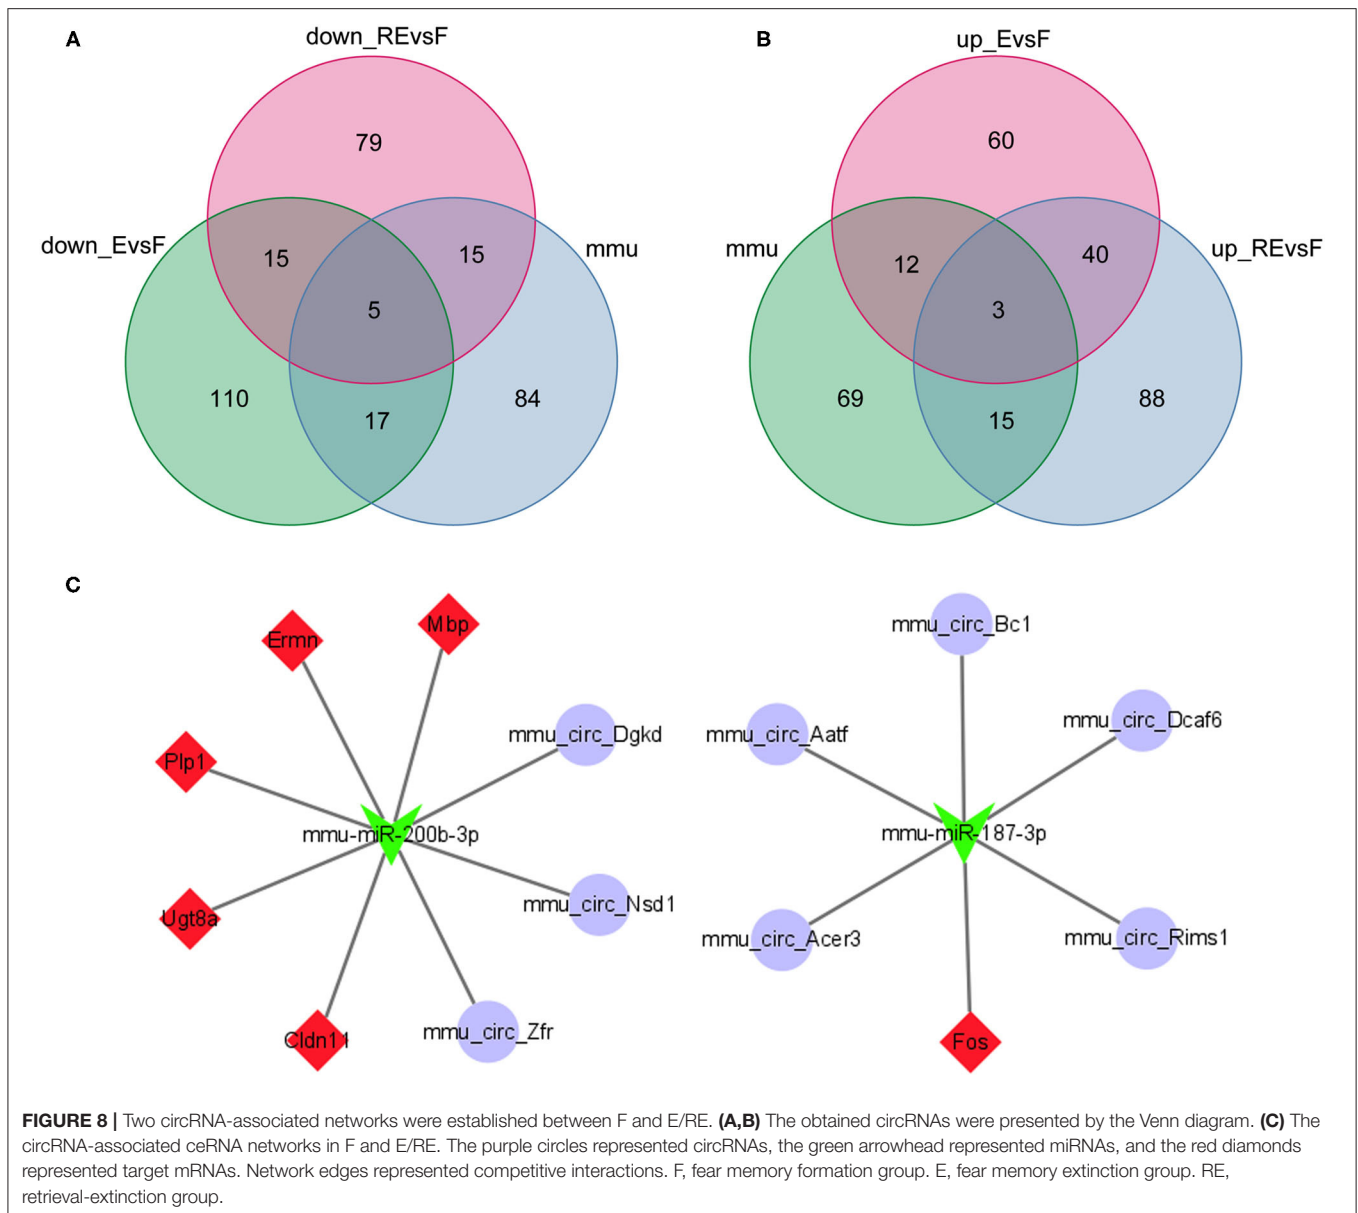 A
down_REvsF
79
down_EvsF
mmu
15
15
5
110
17
84
B
up_EvsF
60
mmu
up_REvsF
12
40
3
69
15
88
C
Ermn
Mbp
mmu_circ_Dgkd
Plp1
mmu-miR-200b-3p
Ugt8a
mmu_circ_Nsd1
Cldn11
mmu_circ_Zfr
mmu_circ_Bc1
mmu_circ_Dcaf6
mmu_circ_Aatf
mmu-miR-187-3p
mmu_circ_Acer3
mmu_circ_Rims1
Fos
FIGURE 8 | Two circRNA-associated networks were established between F and E/RE. (A,B) The obtained circRNAs were presented by the Venn diagram. (C) The
circRNA-associated ceRNA networks in F and E/RE. The purple circles represented circRNAs, the green arrowhead represented miRNAs, and the red diamonds
represented target mRNAs. Network edges represented competitive interactions. F, fear memory formation group. E, fear memory extinction group. RE,
retrieval-extinction group.